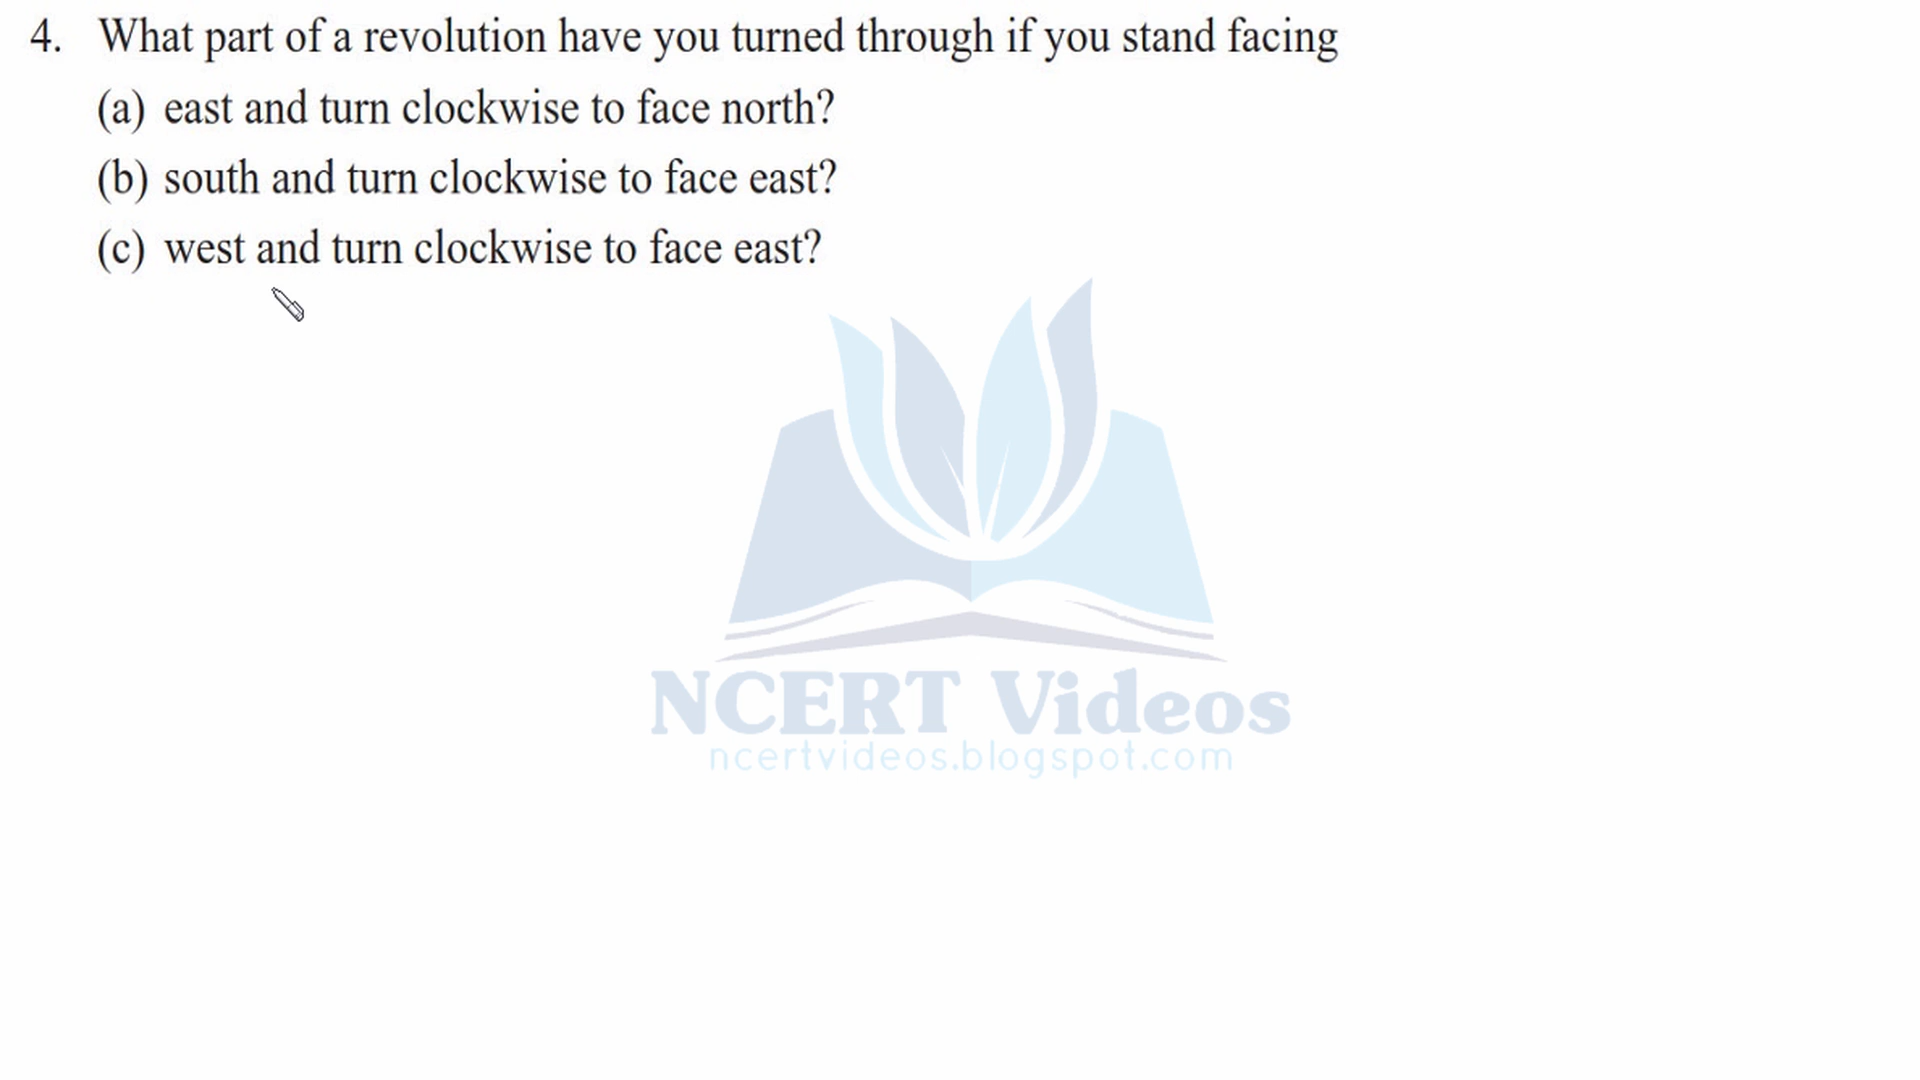 4. What part of a revolution have you turned through if you stand facing
(a) east and turn clockwise to face north?
(b) south and turn clockwise to face east?
(c) west and turn clockwise to face east?
NCERT Videos
ncertvideos.blogspot.com